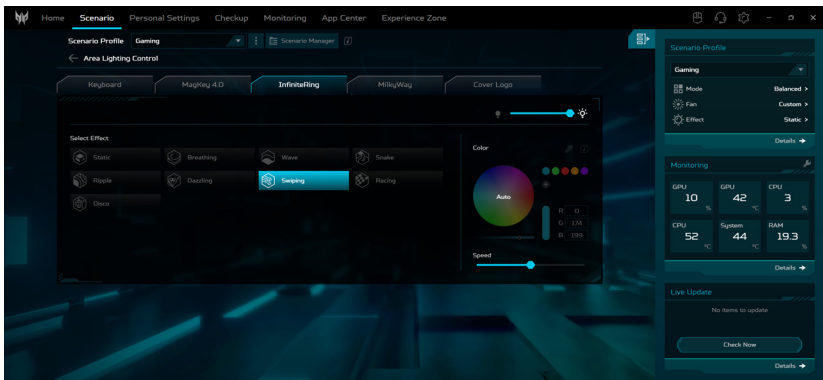 Home Scenario Personal Settings Checkup Monitoring App Center Experience Zone
Scenario Profile Gaming Scenario Manager
Area Lighting Control
Keyboard MagKey 4.0 InfiniteRing MilkyWay Cover Logo
Select Effect
Static Breathing Wave Snake
Ripple Dazzling Swiping Racing
Disco
Color
Auto
R 0
G 174
B 199
Speed
Scenario Profile
Gaming
Mode Balanced >
Fan Custom >
Effect Static >
Details →
Monitoring
GPU GPU CPU
10 % 42 °C 3 %
CPU System RAM
52 °C 44 °C 19.3 %
Details →
Live Update
No items to update
Check Now
Details →